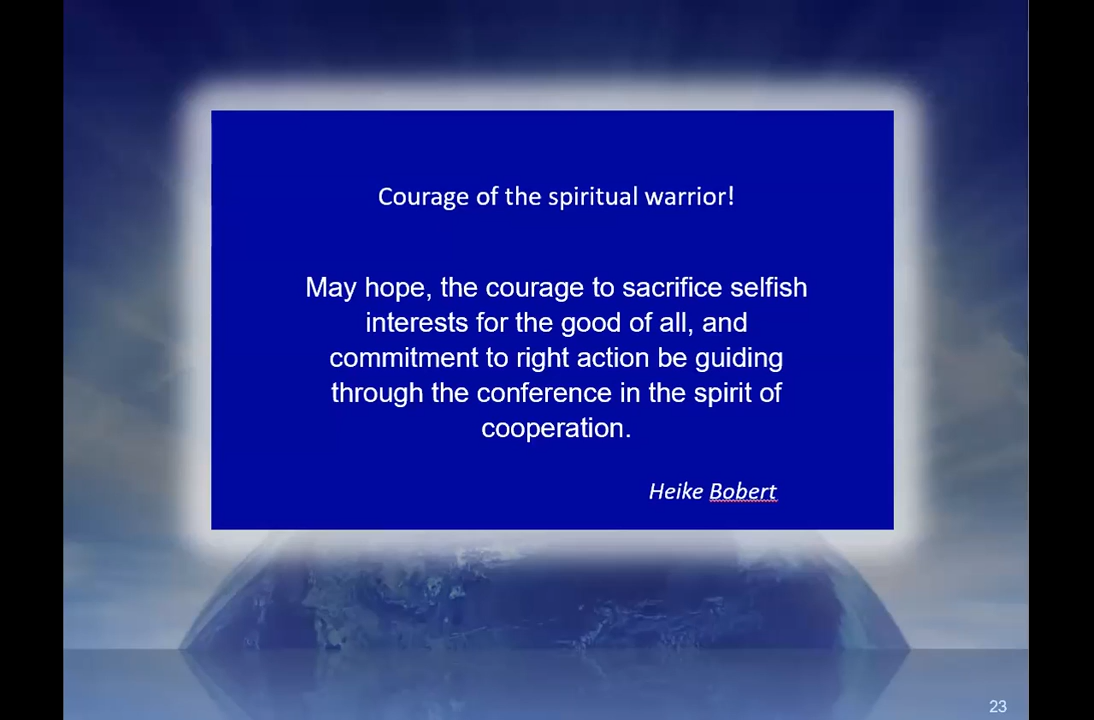 Courage of the spiritual warrior!
May hope, the courage to sacrifice selfish
interests for the good of all, and
commitment to right action be guiding
through the conference in the spirit of
cooperation.
Heike Bobert
23